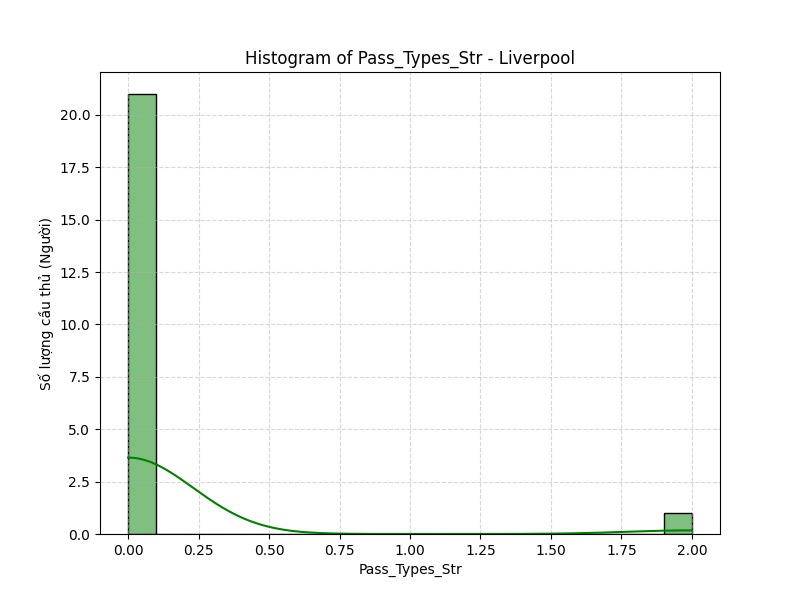 Histogram of Pass_Types_Str - Liverpool
20.0
17.5
15.0
12.5
10.0
7.5
5.0
2.5
0.0
Số lượng cầu thủ (Người)
0.00 0.25 0.50 0.75 1.00 1.25 1.50 1.75 2.00
Pass_Types_Str